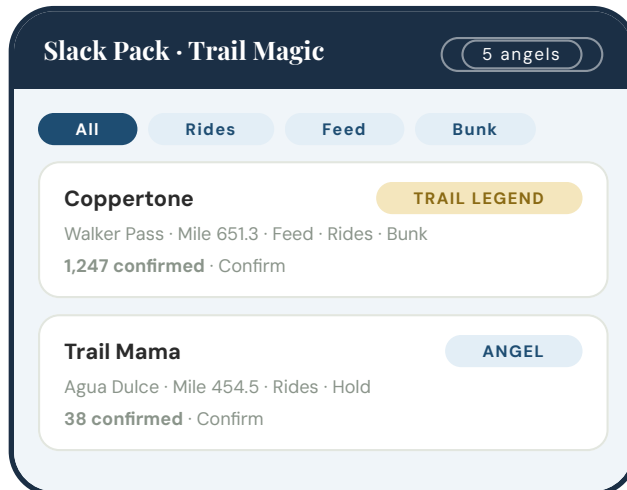 Slack Pack · Trail Magic
5 angels
All Rides Feed Bunk
Coppertone
TRAIL LEGEND
Walker Pass · Mile 651.3 · Feed · Rides · Bunk
1,247 confirmed · Confirm
Trail Mama
ANGEL
Agua Dulce · Mile 454.5 · Rides · Hold
38 confirmed · Confirm